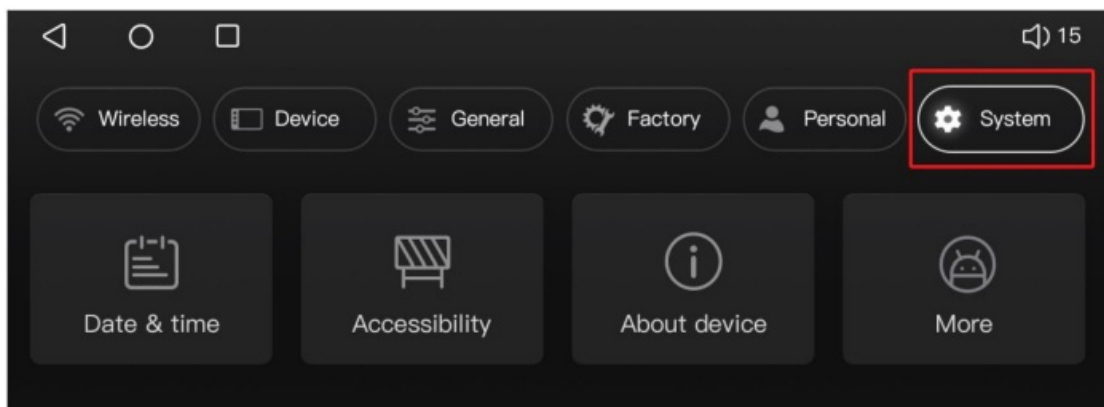 15
Wireless Device General Factory Personal System
Date & time Accessibility About device More